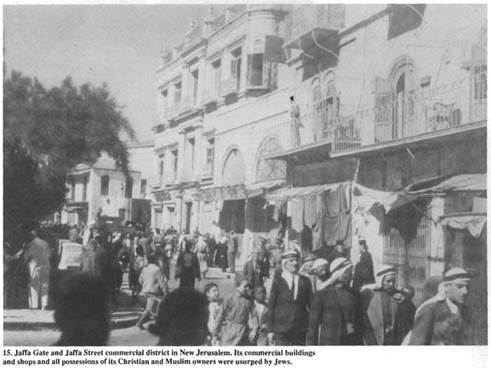 15. Jaffa Gate and Jaffa Street commercial district in New Jerusalem. Its commercial buildings
and shops and all possessions of its Christian and Muslim owners were usurped by Jews.